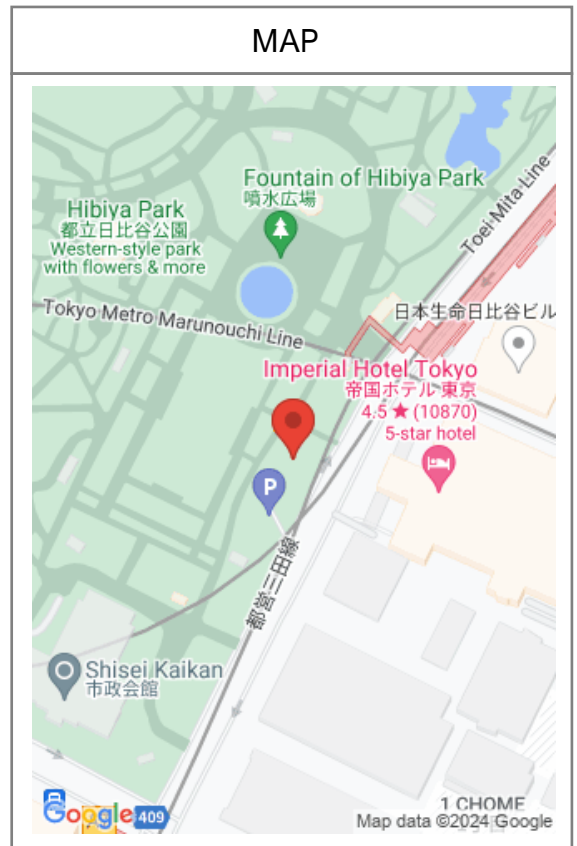 MAP
Fountain of Hibiya Park
噴水広場
Hibiya Park
都立日比谷公園
Western-style park
with flowers & more
Toei Mita Line
Tokyo Metro Marunouchi Line
日本生命日比谷ビル
Imperial Hotel Tokyo
帝国ホテル 東京
4.5 ★ (10870)
5-star hotel
P
都営三田線
Shisei Kaikan
市政会館
1 CHOME
Google
409
Map data ©2024 Google